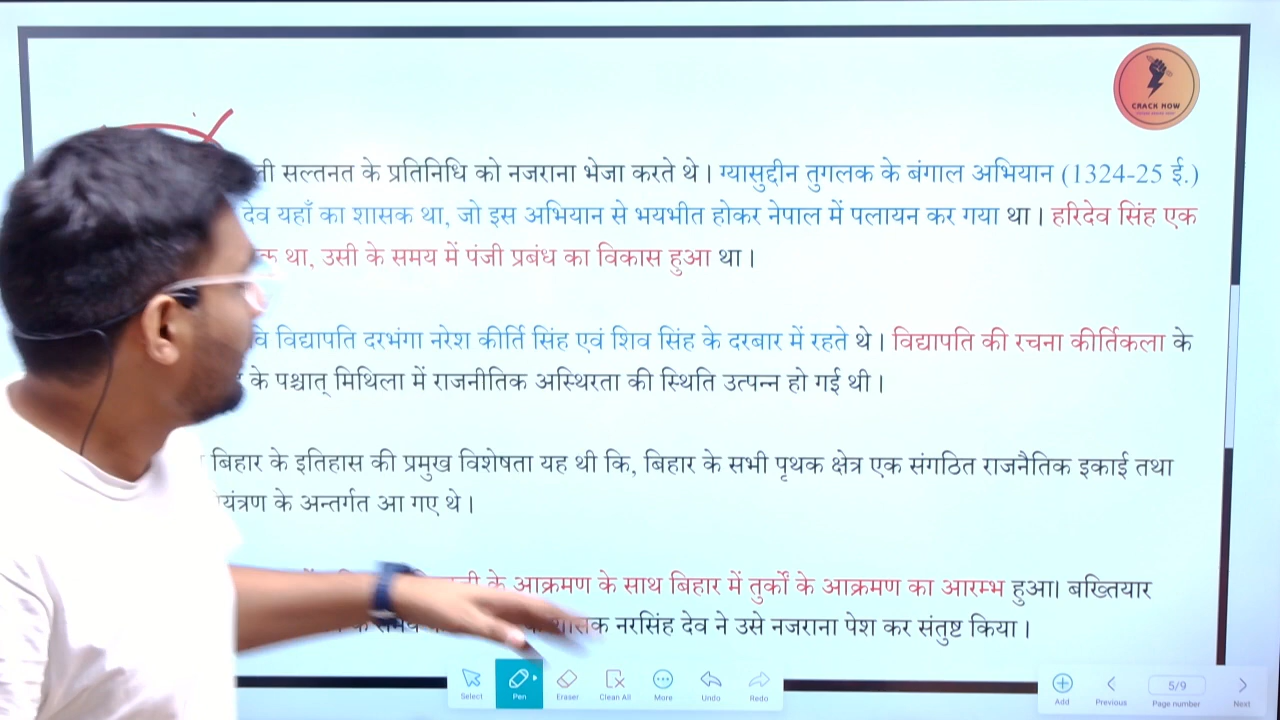 CRACK NOW
सल्तनत के प्रतिनिधि को नजराना भेजा करते थे। ग्यासुद्दीन तुगलक के बंगाल अभियान (1324-25 ई.)
देव यहाँ का शासक था, जो इस अभियान से भयभीत होकर नेपाल में पलायन कर गया था। हरिदेव सिंह एक
था, उसी के समय में पंजी प्रबंध का विकास हुआ था।
विद्यापति दरभंगा नरेश कीर्ति सिंह एवं शिव सिंह के दरबार में रहते थे। विद्यापति की रचना कीर्तिकला के
के पश्चात् मिथिला में राजनीतिक अस्थिरता की स्थिति उत्पन्न हो गई थी।
बिहार के इतिहास की प्रमुख विशेषता यह थी कि, बिहार के सभी पृथक क्षेत्र एक संगठित राजनैतिक इकाई तथा
के अन्तर्गत आ गए थे।
के आक्रमण के साथ बिहार में तुर्कों के आक्रमण का आरम्भ हुआ। बख्तियार
नरसिंह देव ने उसे नजराना पेश कर संतुष्ट किया।
Select Pen Eraser Clean All More Undo Redo
Add Previous 5/9 Page number Next